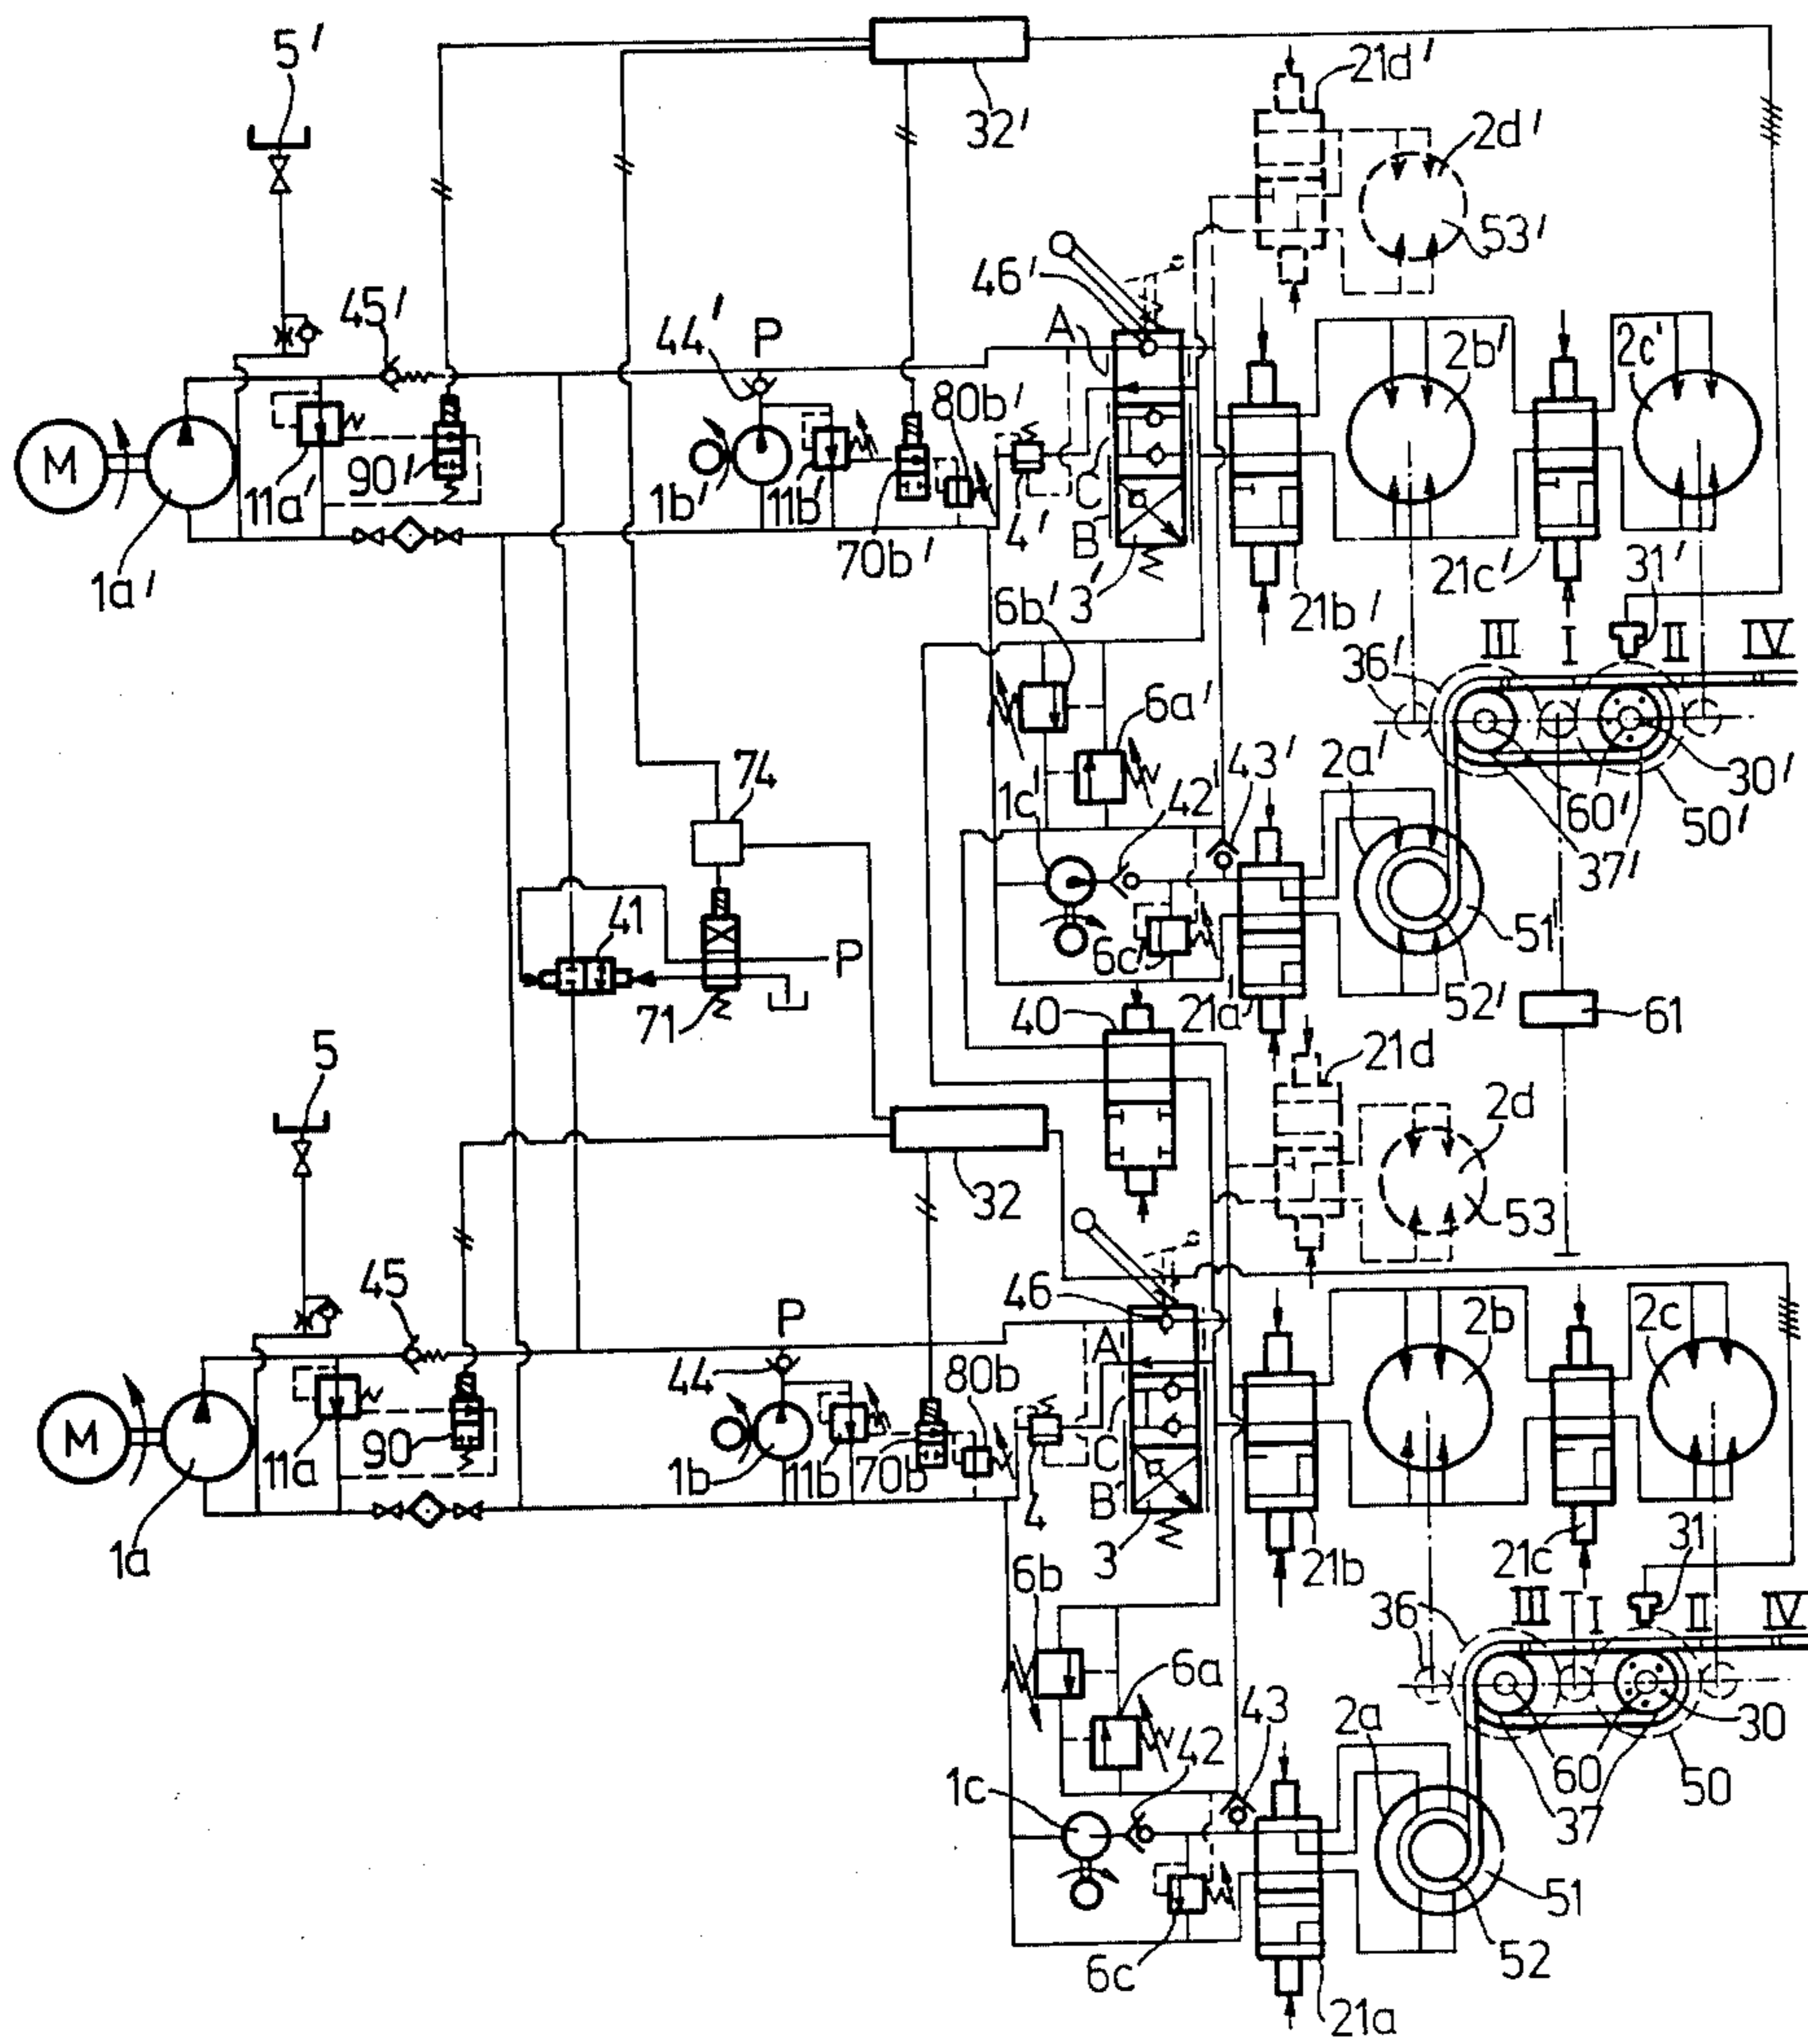 5'
32'
21d'
2d'
53'
45'
44'
P
46'
A
2b'
2c'
M
11a'
90'
1b'
11b'
80b'
70b'
4'
C
B
3'
21b'
21c'
31'
1a'
6b'
6a'
III
I
II
IV
36'
30'
60'
50'
37'
74
1c'
42'
43'
2a'
51'
52'
41
P
71
6c'
21a'
40
61
5
21d
2d
53
32
45
44
P
46
A
2b
2c
M
11a
90
1b
11b
80b
70b
4
C
B
3
21b
21c
31
1a
6b
6a
III
I
II
IV
36
30
60
50
37
1c
42
43
2a
51
52
6c
21a